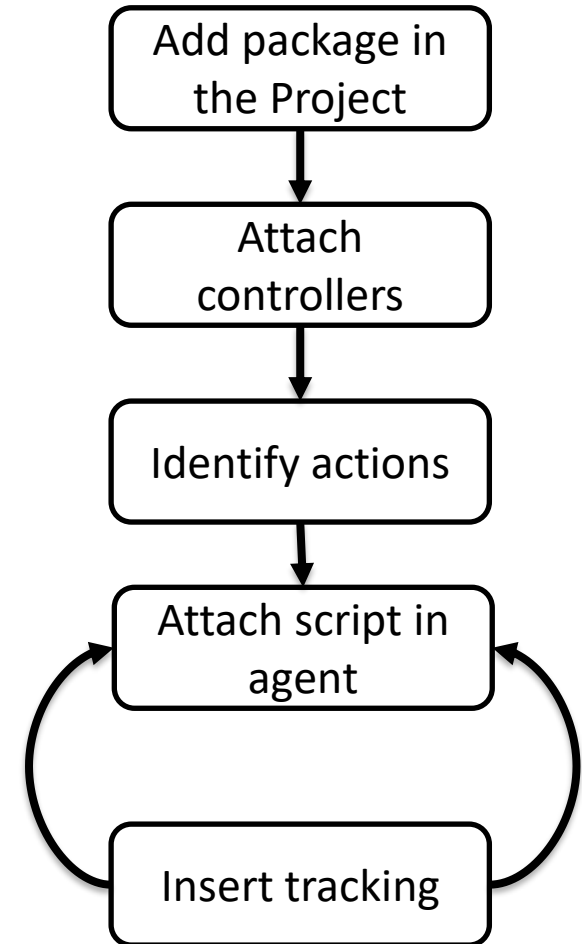 Add package in
the Project
Attach
controllers
Identify actions
Attach script in
agent
Insert tracking